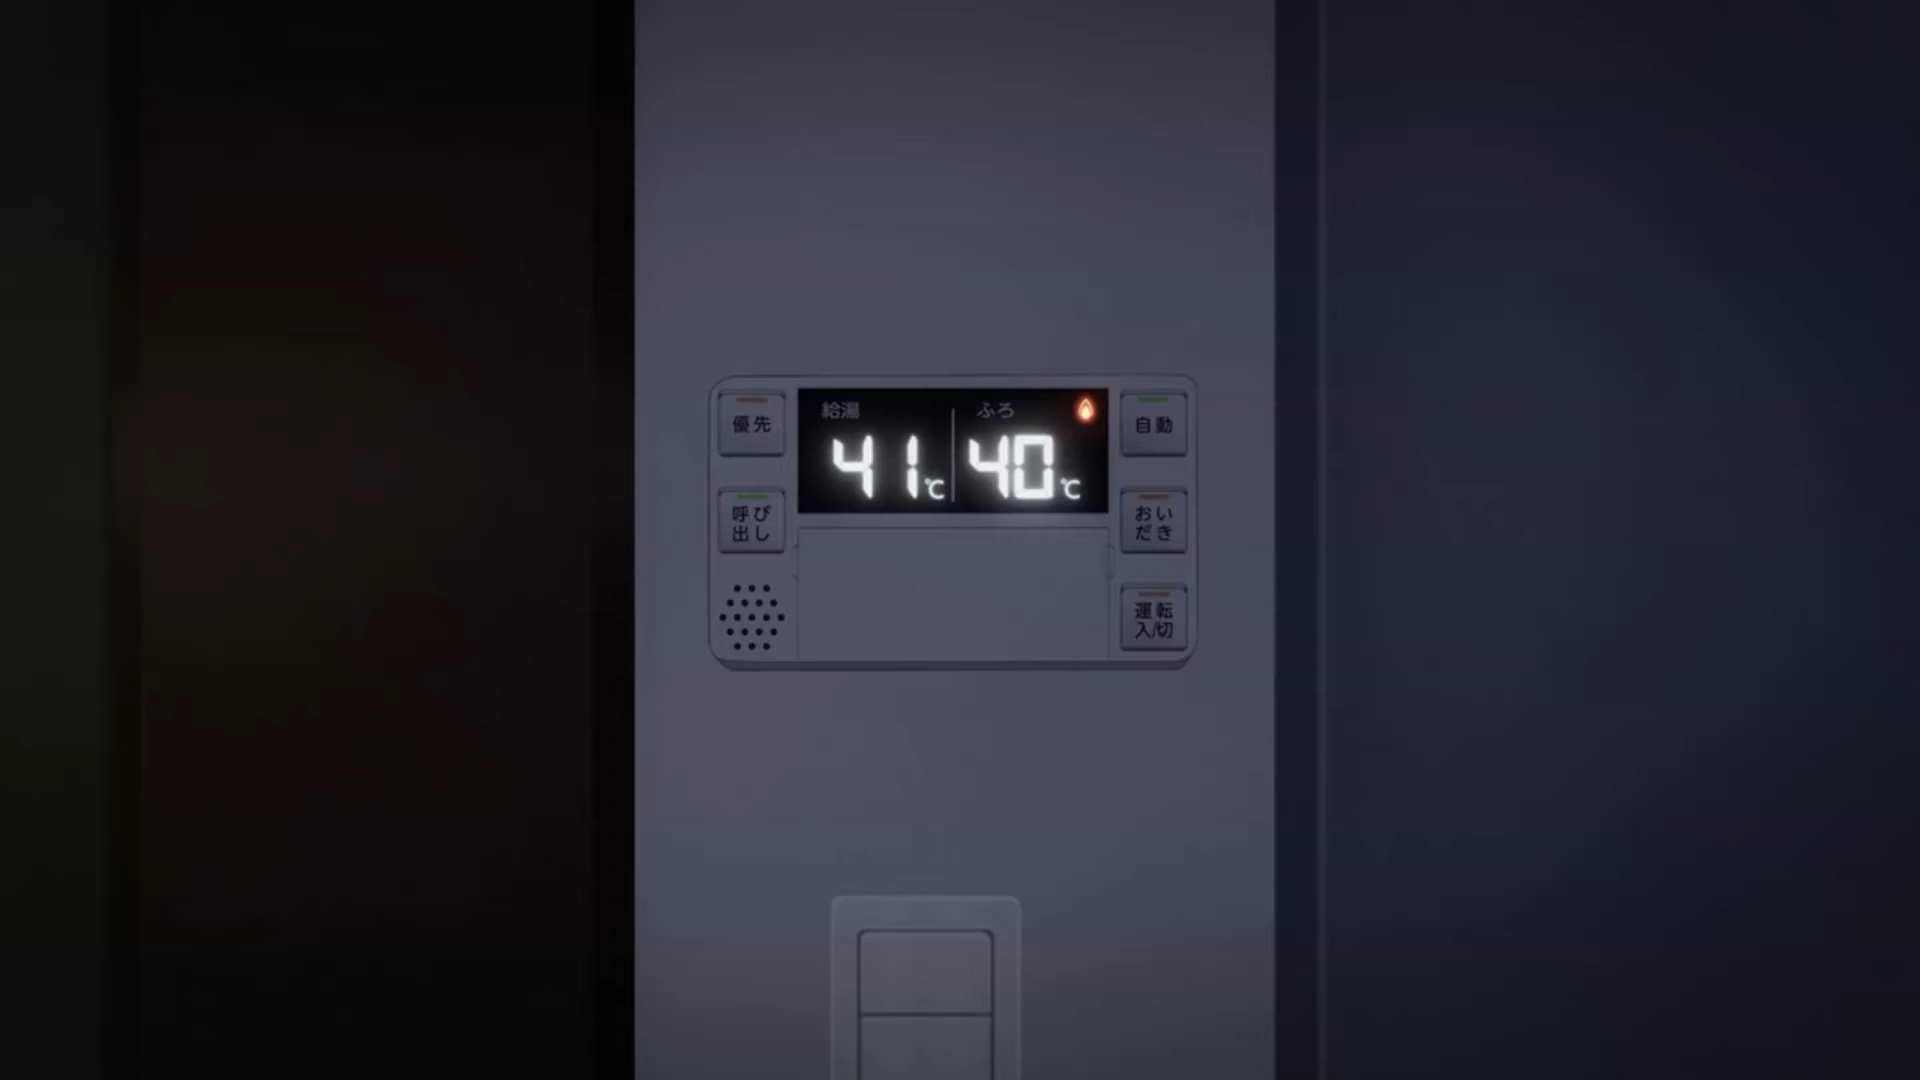 優先
給湯
41℃
ふろ
40℃
自動
呼び
出し
おい
だき
運転
入/切